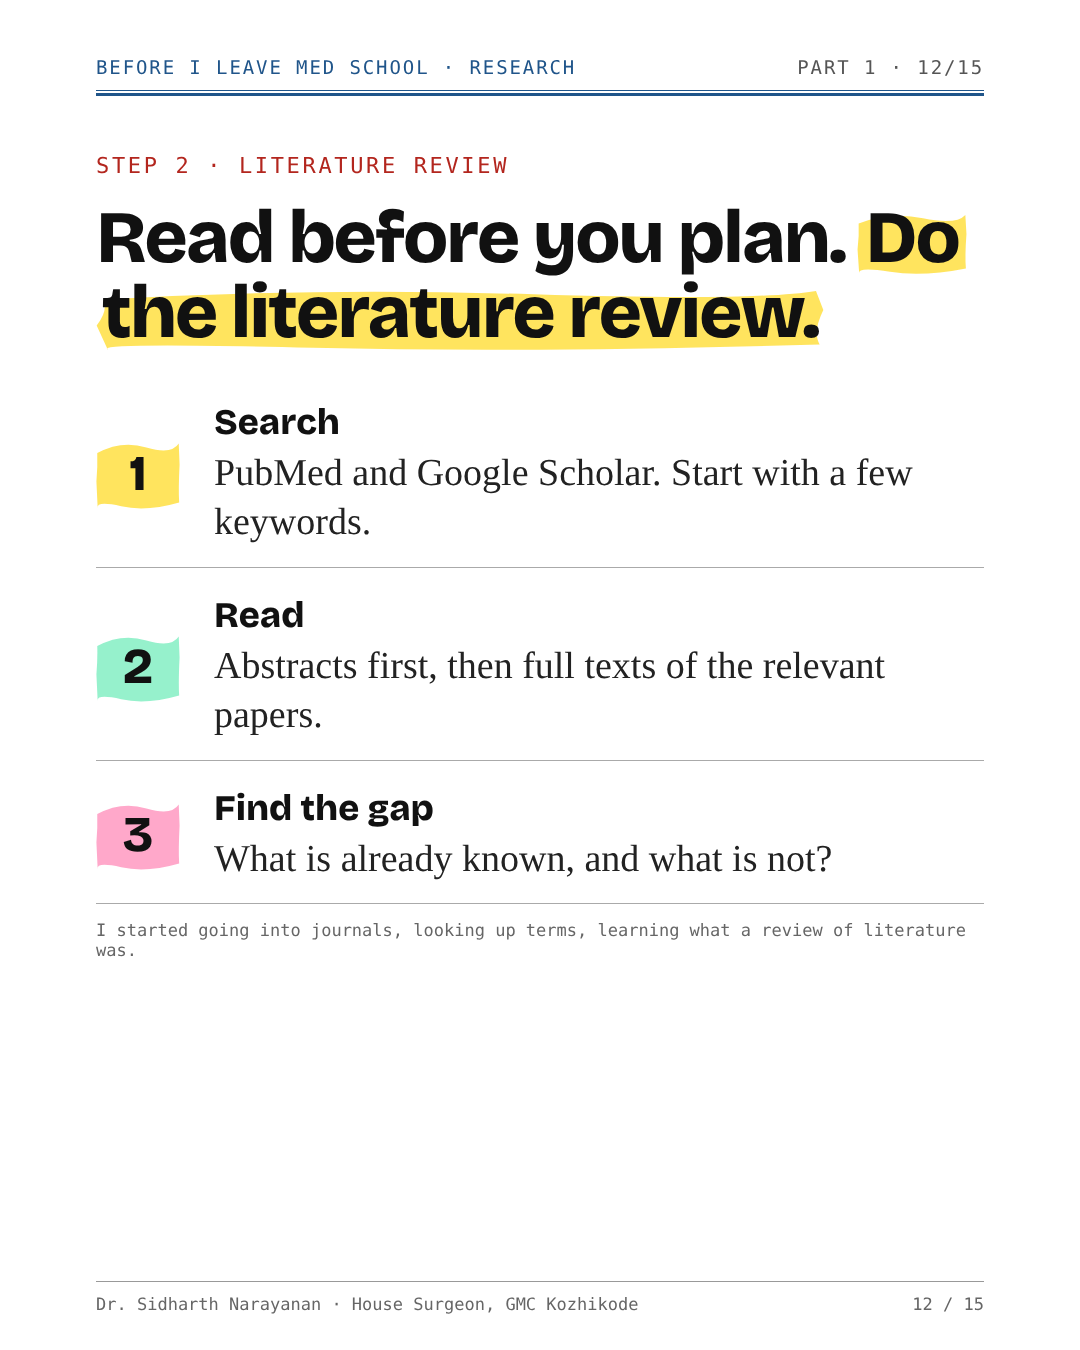 BEFORE I LEAVE MED SCHOOL · RESEARCH
PART 1 · 12/15
STEP 2 · LITERATURE REVIEW
Read before you plan. Do
the literature review.
1
Search
PubMed and Google Scholar. Start with a few
keywords.
2
Read
Abstracts first, then full texts of the relevant
papers.
3
Find the gap
What is already known, and what is not?
I started going into journals, looking up terms, learning what a review of literature
was.
Dr. Sidharth Narayanan · House Surgeon, GMC Kozhikode
12 / 15